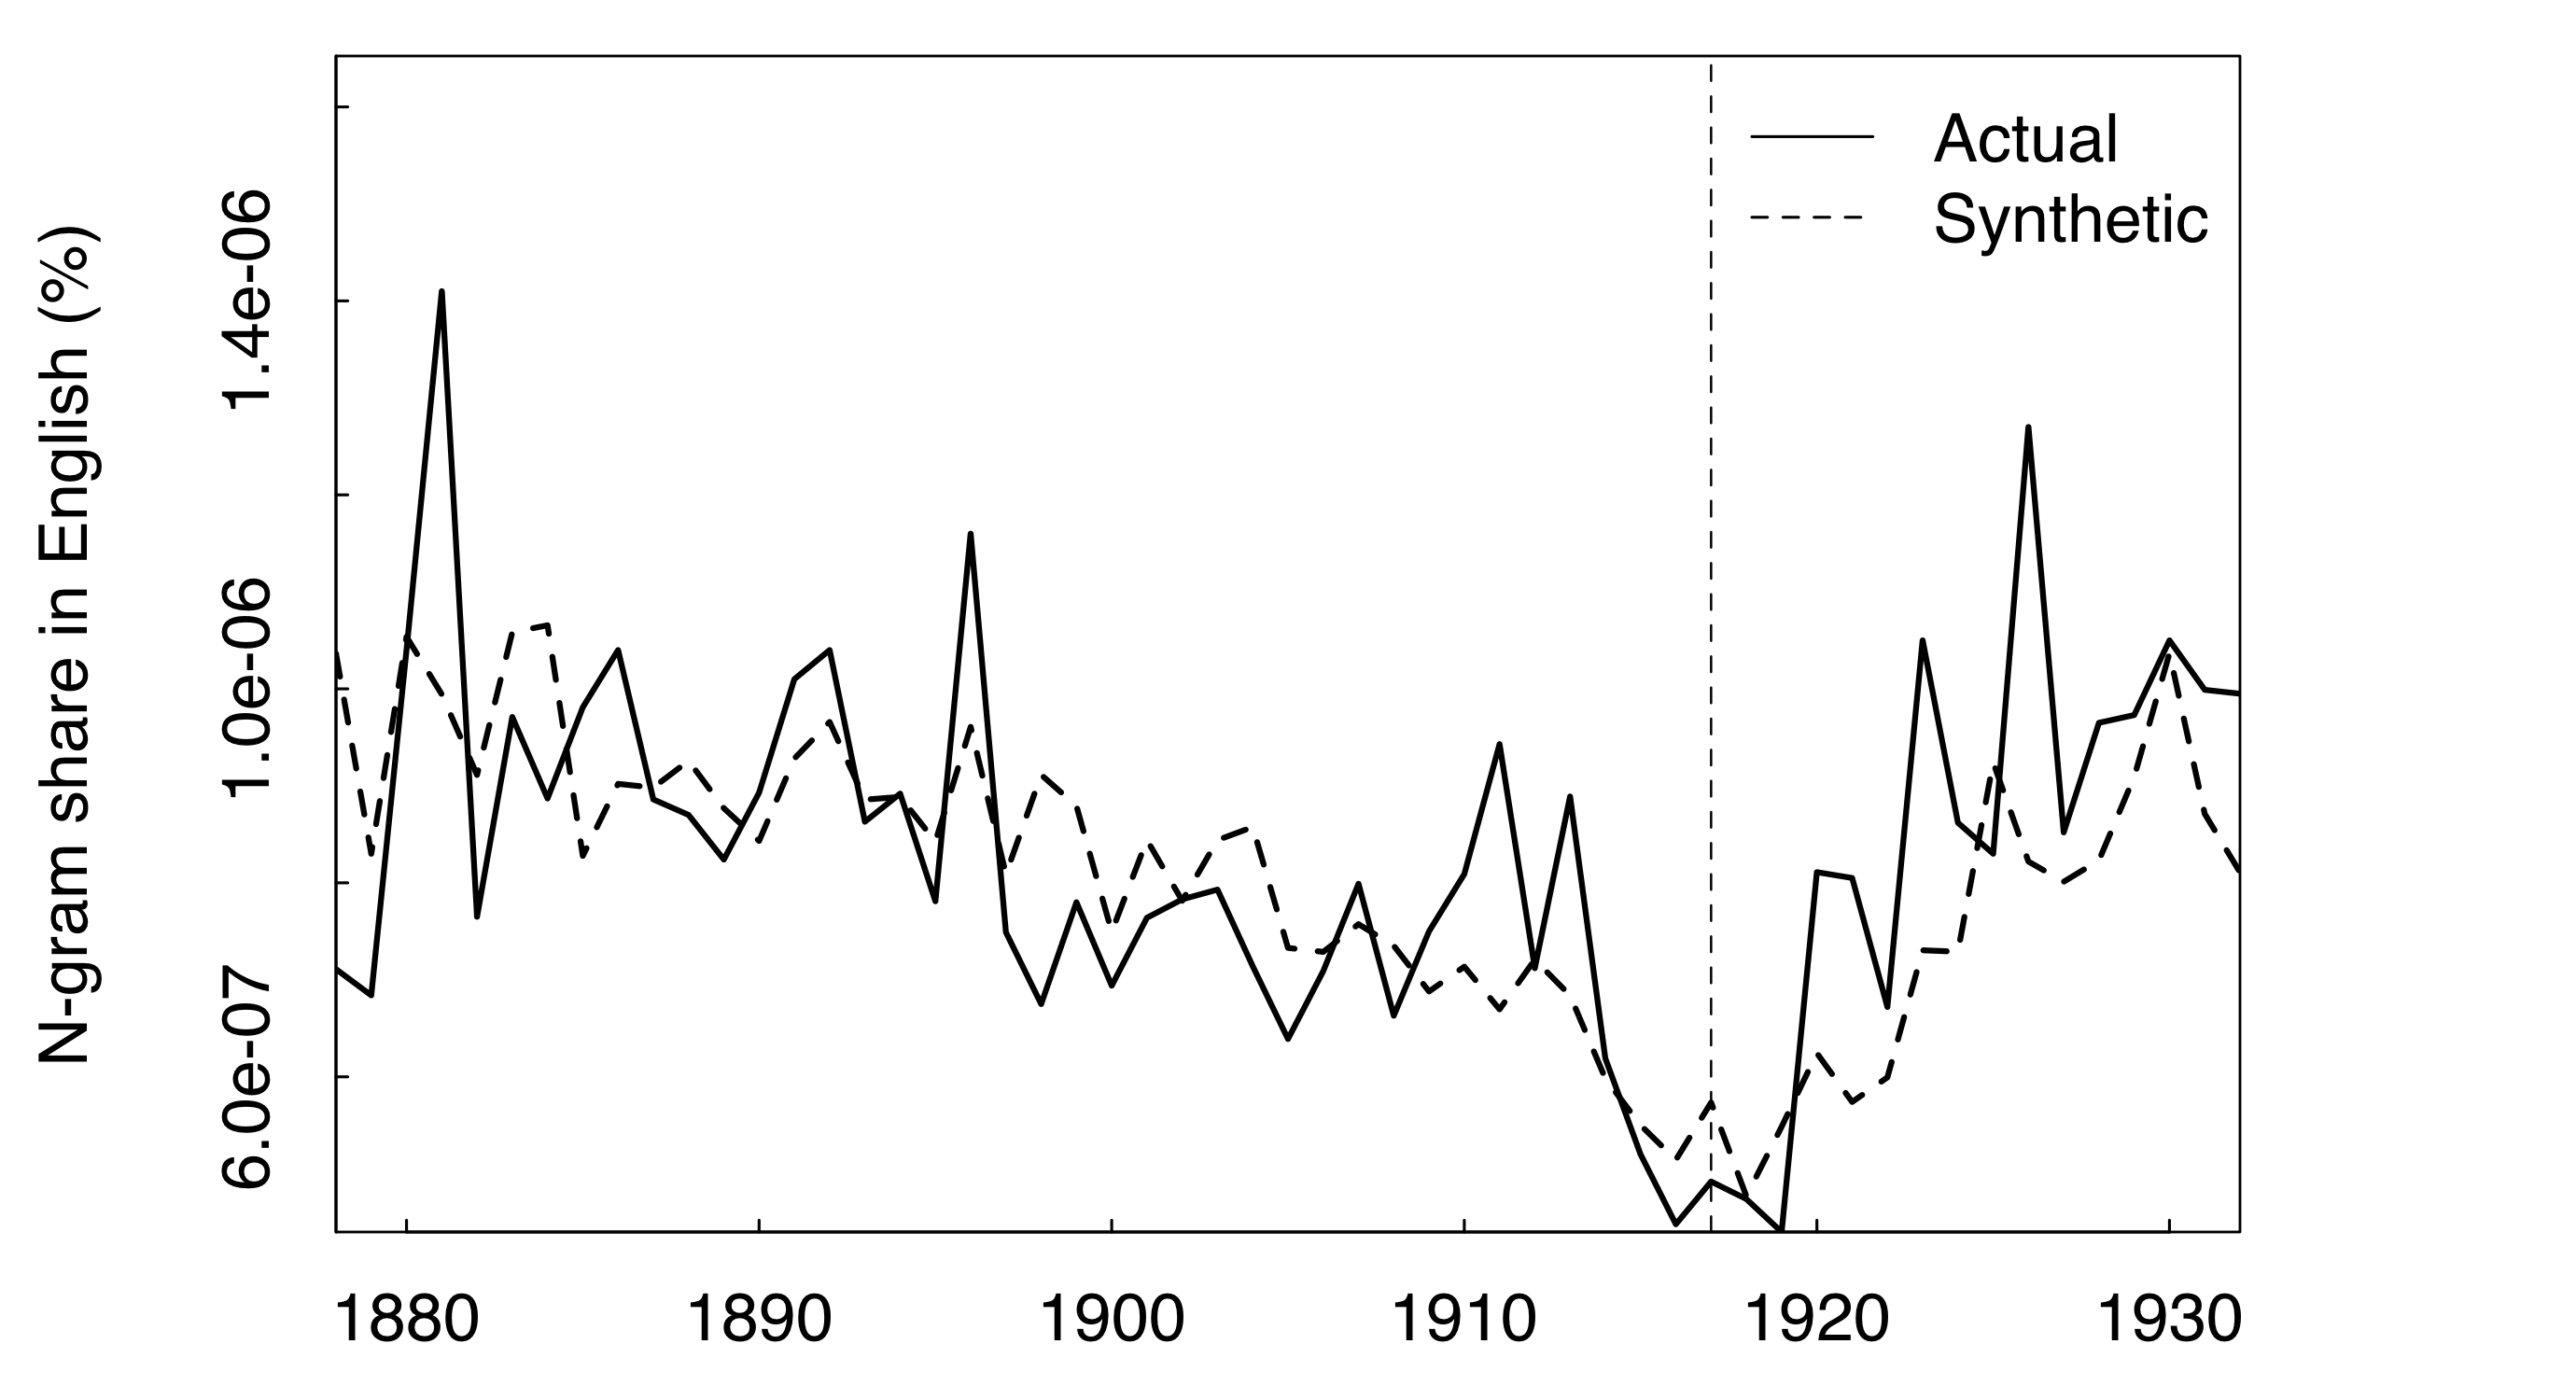 N-gram share in English (%)
1.4e-06
1.0e-06
6.0e-07
Actual
Synthetic
1880 1890 1900 1910 1920 1930